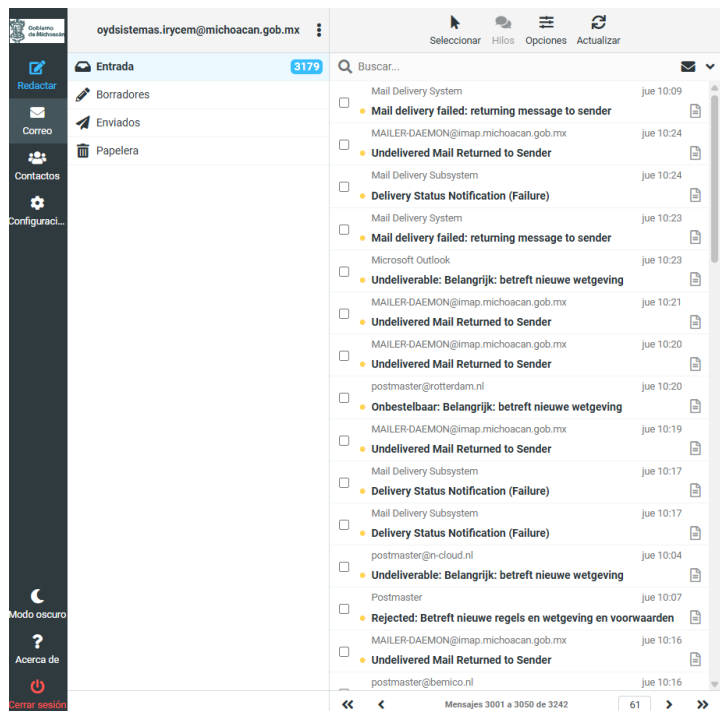 Gobierno
de Michoacán
Redactar
Correo
Contactos
Configuraci...
Modo oscuro
Acerca de
Cerrar sesión
oydsistemas.irycem@michoacan.gob.mx
Entrada 3179
Borradores
Enviados
Papelera
Seleccionar Hilos Opciones Actualizar
Buscar...
Mail Delivery System jue 10:09
Mail delivery failed: returning message to sender
MAILER-DAEMON@imap.michoacan.gob.mx jue 10:24
Undelivered Mail Returned to Sender
Mail Delivery Subsystem jue 10:24
Delivery Status Notification (Failure)
Mail Delivery System jue 10:23
Mail delivery failed: returning message to sender
Microsoft Outlook jue 10:23
Undeliverable: Belangrijk: betreft nieuwe wetgeving
MAILER-DAEMON@imap.michoacan.gob.mx jue 10:21
Undelivered Mail Returned to Sender
MAILER-DAEMON@imap.michoacan.gob.mx jue 10:20
Undelivered Mail Returned to Sender
postmaster@rotterdam.nl jue 10:20
Onbestelbaar: Belangrijk: betreft nieuwe wetgeving
MAILER-DAEMON@imap.michoacan.gob.mx jue 10:19
Undelivered Mail Returned to Sender
Mail Delivery Subsystem jue 10:17
Delivery Status Notification (Failure)
Mail Delivery Subsystem jue 10:17
Delivery Status Notification (Failure)
postmaster@n-cloud.nl jue 10:04
Undeliverable: Belangrijk: betreft nieuwe wetgeving
Postmaster jue 10:07
Rejected: Betreft nieuwe regels en wetgeving en voorwaarden
MAILER-DAEMON@imap.michoacan.gob.mx jue 10:16
Undelivered Mail Returned to Sender
postmaster@bemico.nl jue 10:16
Mensajes 3001 a 3050 de 3242 61